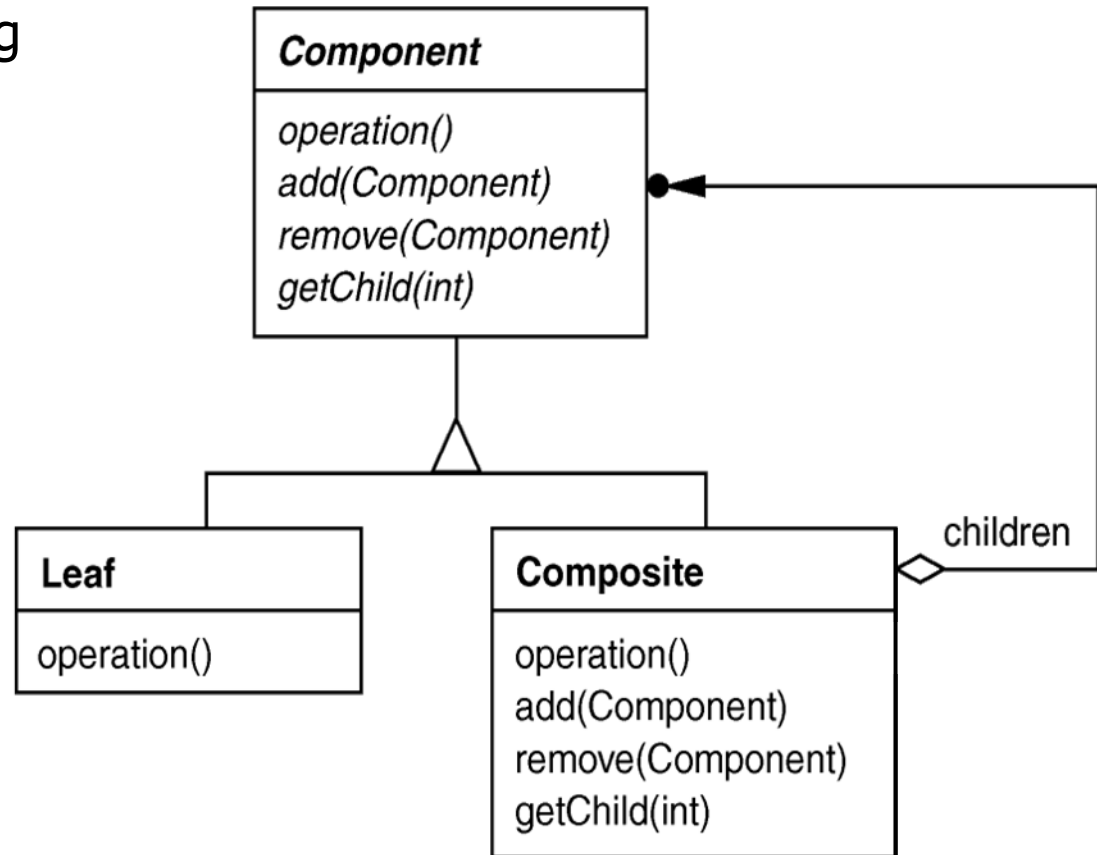 g
Component
operation()
add(Component)
remove(Component)
getChild(int)
children
Leaf
operation()
Composite
operation()
add(Component)
remove(Component)
getChild(int)